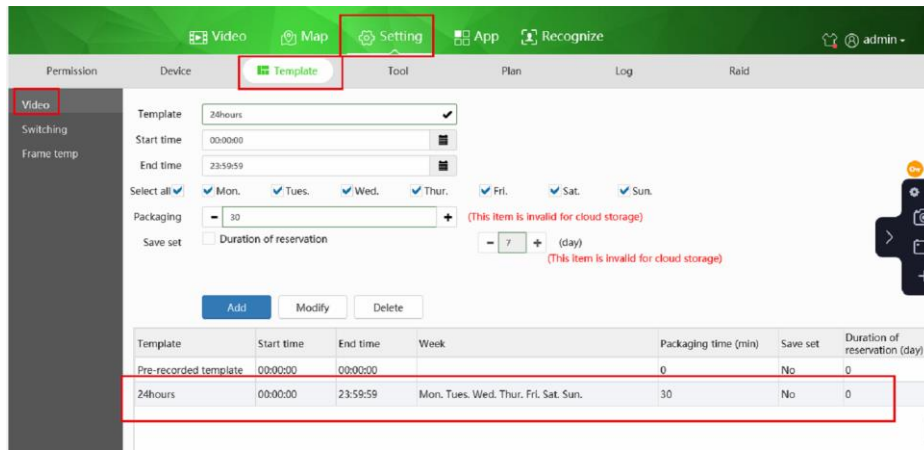 Video Map Setting App Recognize admin
Permission Device Template Tool Plan Log Raid
Video
Switching
Frame temp
Template 24hours
Start time 00:00:00
End time 23:59:59
Select all Mon. Tues. Wed. Thur. Fri. Sat. Sun.
Packaging - 30 + (This item is invalid for cloud storage)
Save set Duration of reservation - 7 + (day)
(This item is invalid for cloud storage)
Add Modify Delete
Template Start time End time Week Packaging time (min) Save set Duration of reservation (day)
Pre-recorded template 00:00:00 00:00:00 0 No 0
24hours 00:00:00 23:59:59 Mon. Tues. Wed. Thur. Fri. Sat. Sun. 30 No 0